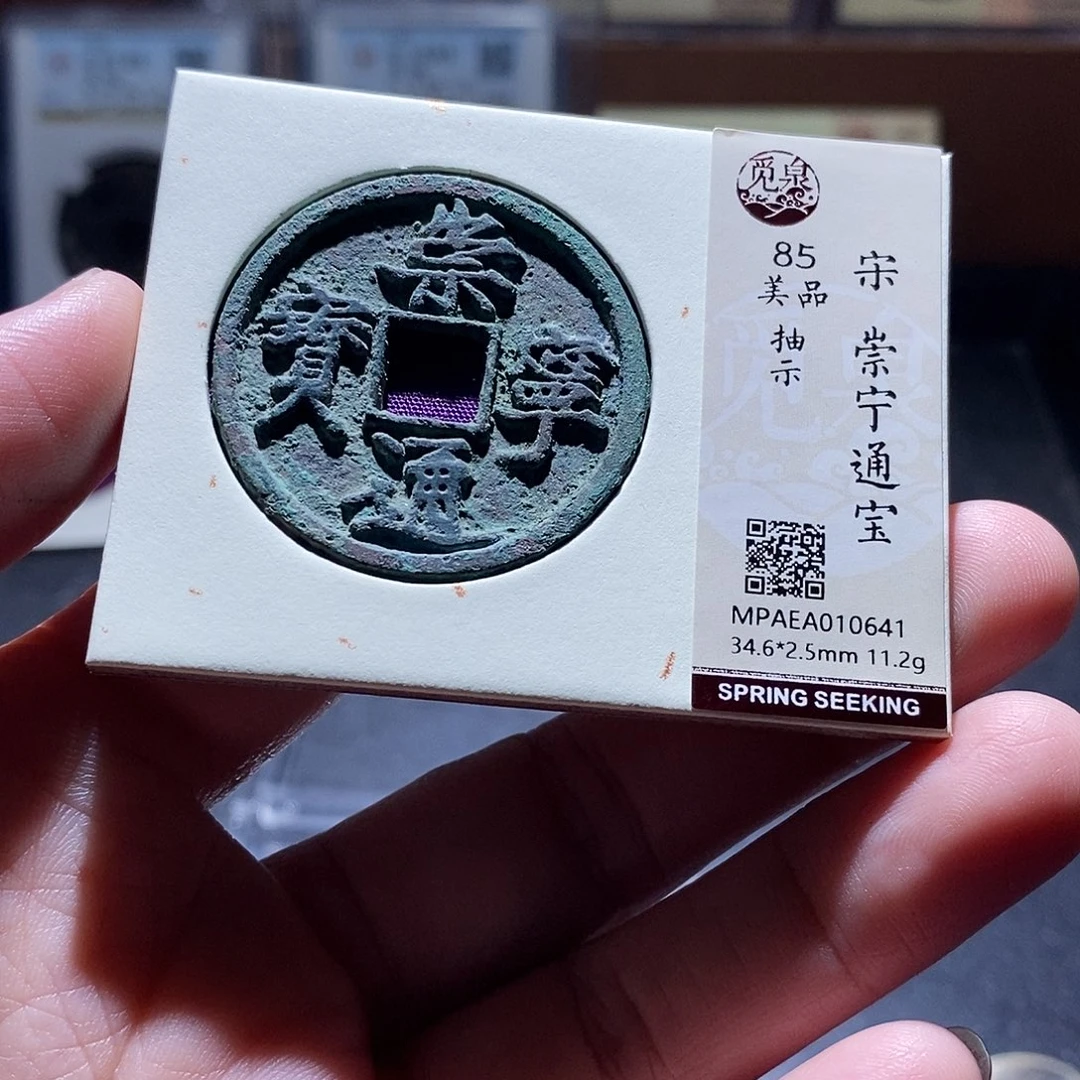 崇寧通寶
觅泉
85
美品
抽示
宋 崇宁通宝
MPAEA010641
34.6*2.5mm 11.2g
SPRING SEEKING